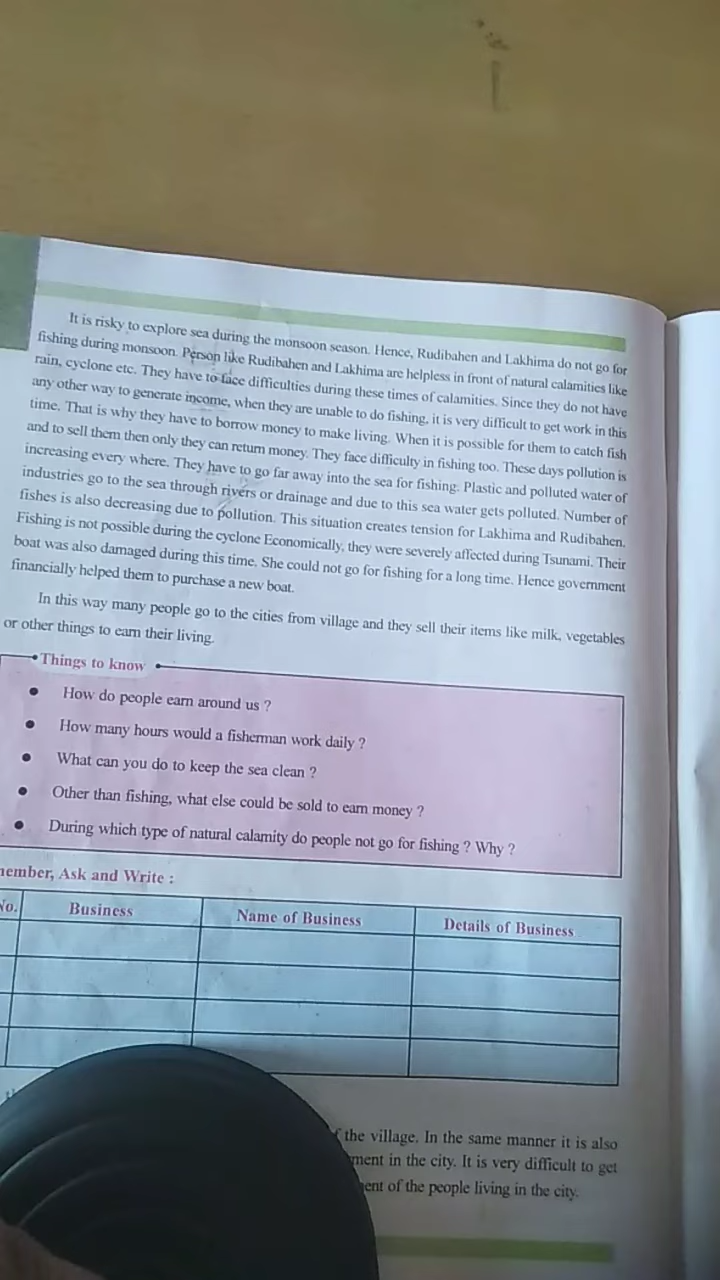 It is risky to explore sea during the monsoon season. Hence, Rudibahen and Lakhima do not go for
fishing during monsoon. Person like Rudibahen and Lakhima are helpless in front of natural calamities like
rain, cyclone etc. They have to face difficulties during these times of calamities. Since they do not have
any other way to generate income, when they are unable to do fishing, it is very difficult to get work in this
time. That is why they have to borrow money to make living. When it is possible for them to catch fish
and to sell them then only they can return money. They face difficulty in fishing too. These days pollution is
increasing every where. They have to go far away into the sea for fishing. Plastic and polluted water of
industries go to the sea through rivers or drainage and due to this sea water gets polluted. Number of
fishes is also decreasing due to pollution. This situation creates tension for Lakhima and Rudibahen.
Fishing is not possible during the cyclone Economically, they were severely affected during Tsunami. Their
boat was also damaged during this time. She could not go for fishing for a long time. Hence government
financially helped them to purchase a new boat.
In this way many people go to the cities from village and they sell their items like milk, vegetables
or other things to earn their living.
Things to know
• How do people earn around us ?
• How many hours would a fisherman work daily ?
• What can you do to keep the sea clean ?
• Other than fishing, what else could be sold to earn money ?
• During which type of natural calamity do people not go for fishing ? Why ?
member, Ask and Write :
No. Business Name of Business Details of Business
the village. In the same manner it is also
ment in the city. It is very difficult to get
ent of the people living in the city.